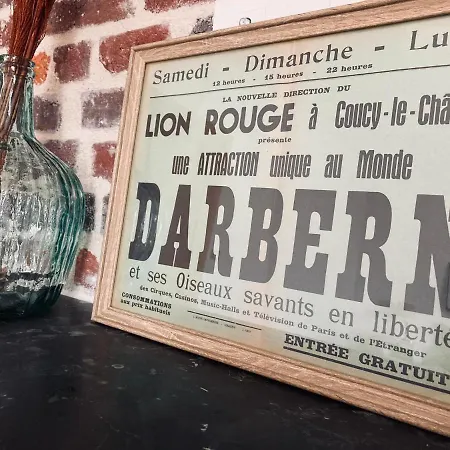 Samedi - Dimanche - Lu
12 heures - 15 heures - 22 heures
LA NOUVELLE DIRECTION DU
LION ROUGE à Coucy-le-Châ
présente
une ATTRACTION unique au Monde
DARBERN
et ses Oiseaux savants en liberté
des Cirques, Casinos, Music-Halls et Télévision de Paris et de l'Étranger
CONSOMMATIONS
aux prix habituels
ENTRÉE GRATUIT